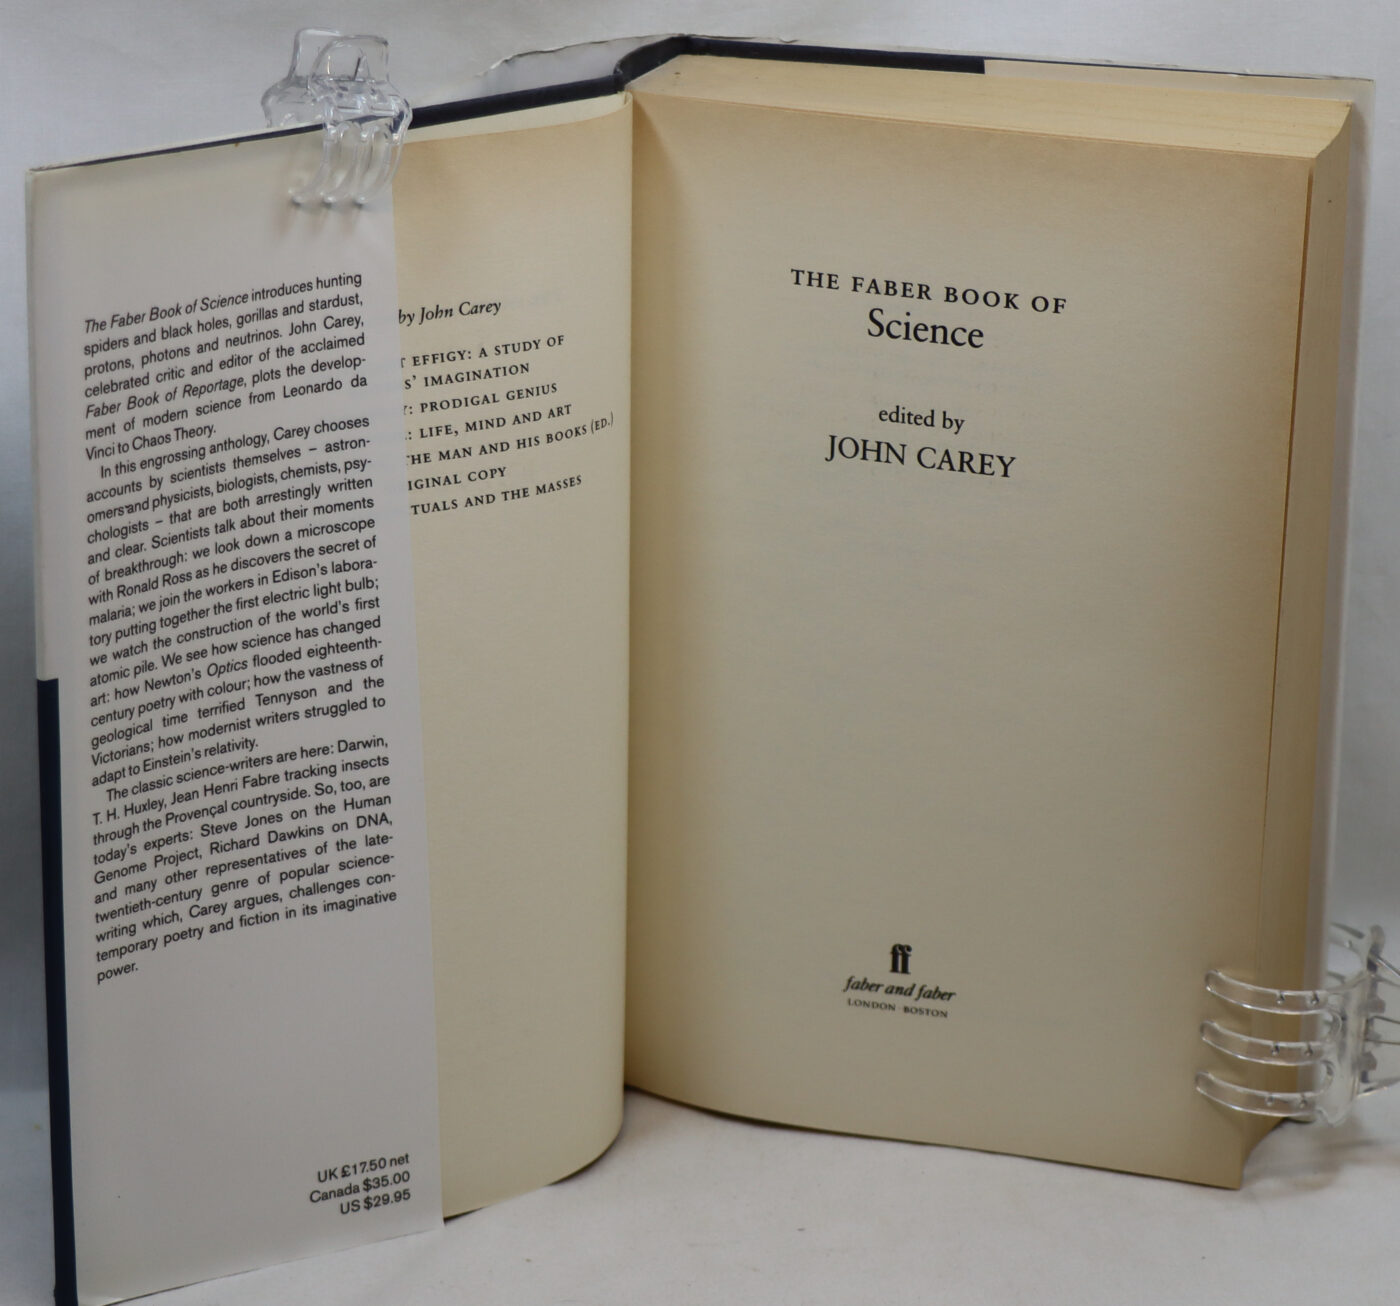 The Faber Book of Science introduces hunting
spiders and black holes, gorillas and stardust,
protons, photons and neutrinos. John Carey,
celebrated critic and editor of the acclaimed
Faber Book of Reportage, plots the develop-
ment of modern science from Leonardo da
Vinci to Chaos Theory.
In this engrossing anthology, Carey chooses
accounts by scientists themselves – astron-
omers and physicists, biologists, chemists, psy-
chologists – that are both arrestingly written
and clear. Scientists talk about their moments
of breakthrough: we look down a microscope
with Ronald Ross as he discovers the secret of
malaria; we join the workers in Edison's labora-
tory putting together the first electric light bulb;
we watch the construction of the world's first
atomic pile. We see how science has changed
art: how Newton's Optics flooded eighteenth-
century poetry with colour; how the vastness of
geological time terrified Tennyson and the
Victorians; how modernist writers struggled to
adapt to Einstein's relativity.
The classic science-writers are here: Darwin,
T. H. Huxley, Jean Henri Fabre tracking insects
through the Provençal countryside. So, too, are
today's experts: Steve Jones on the Human
Genome Project, Richard Dawkins on DNA,
and many other representatives of the late-
twentieth-century genre of popular science-
writing which, Carey argues, challenges con-
temporary poetry and fiction in its imaginative
power.
UK £17.50 net
Canada $35.00
US $29.95
by John Carey
EFFIGY: A STUDY OF
S' IMAGINATION
: PRODIGAL GENIUS
: LIFE, MIND AND ART
THE MAN AND HIS BOOKS (ED.)
IGINAL COPY
TUALS AND THE MASSES
THE FABER BOOK OF
Science
edited by
JOHN CAREY
ff
faber and faber
LONDON · BOSTON